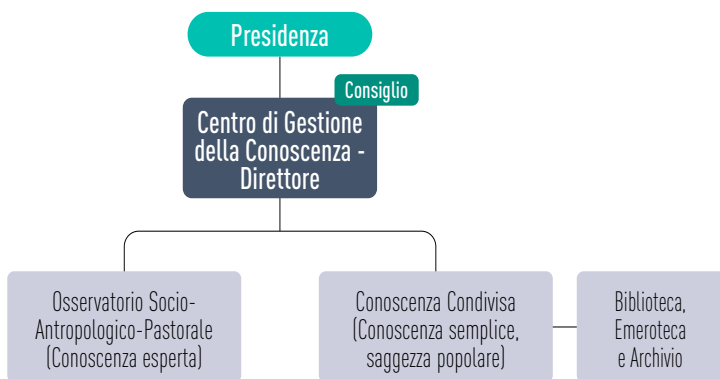 Presidenza
Consiglio
Centro di Gestione
della Conoscenza -
Direttore
Osservatorio Socio-
Antropologico-Pastorale
(Conoscenza esperta)
Conoscenza Condivisa
(Conoscenza semplice,
saggezza popolare)
Biblioteca,
Emeroteca
e Archivio